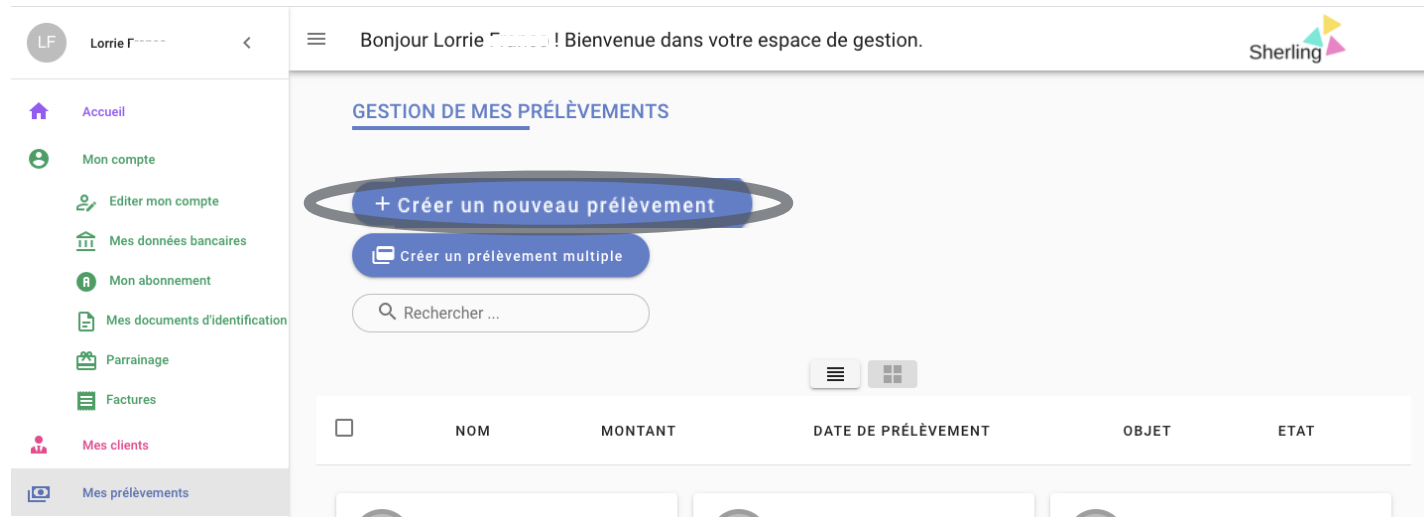 LF
Lorrie
Bonjour Lorrie ! Bienvenue dans votre espace de gestion.
Sherling
Accueil
Mon compte
Editer mon compte
Mes données bancaires
Mon abonnement
Mes documents d'identification
Parrainage
Factures
Mes clients
Mes prélèvements
GESTION DE MES PRÉLÈVEMENTS
+ Créer un nouveau prélèvement
Créer un prélèvement multiple
Rechercher ...
NOM MONTANT DATE DE PRÉLÈVEMENT OBJET ETAT